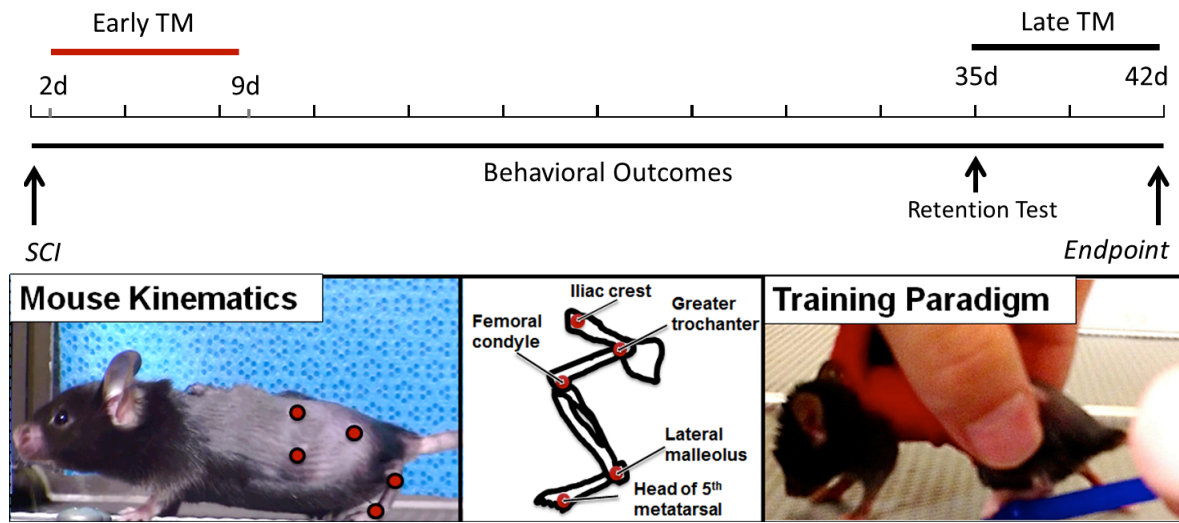 Early TM
Late TM
2d
9d
35d
42d
Behavioral Outcomes
Retention Test
SCI
Endpoint
Mouse Kinematics
Iliac crest
Greater
trochanter
Femoral
condyle
Lateral
malleolus
Head of 5th
metatarsal
Training Paradigm